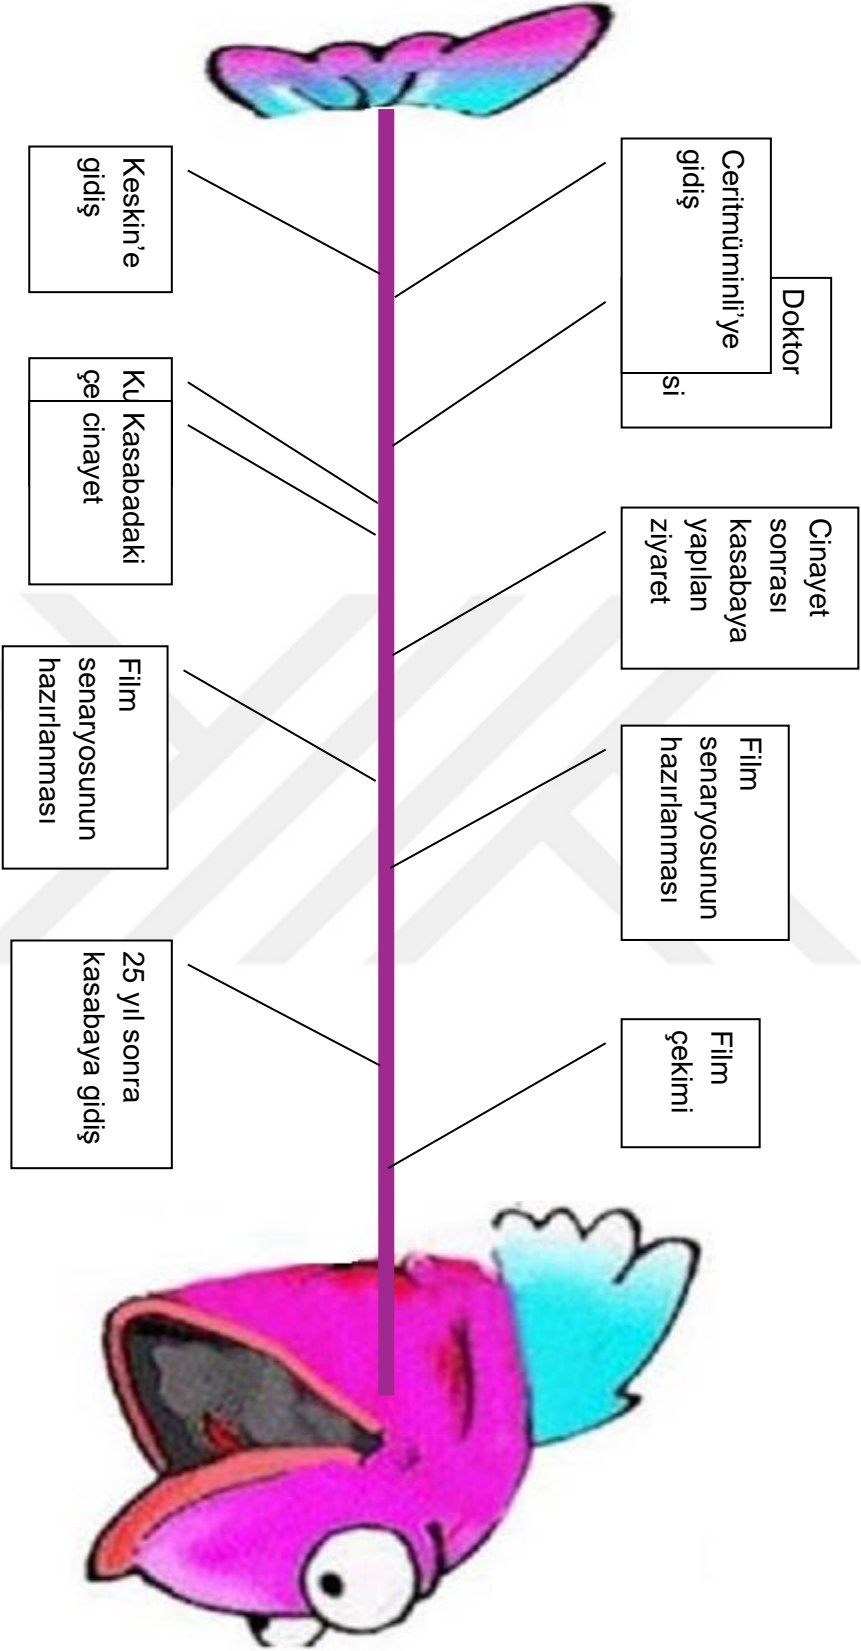 Ceritmüminli’ye
gidiş
Doktor
Cinayet
sonrası
kasabaya
yapılan
ziyaret
Film
senaryosunun
hazırlanması
Film
çekimi
Keskin’e
gidiş
Kasabadaki
cinayet
Film
senaryosunun
hazırlanması
25 yıl sonra
kasabaya gidiş